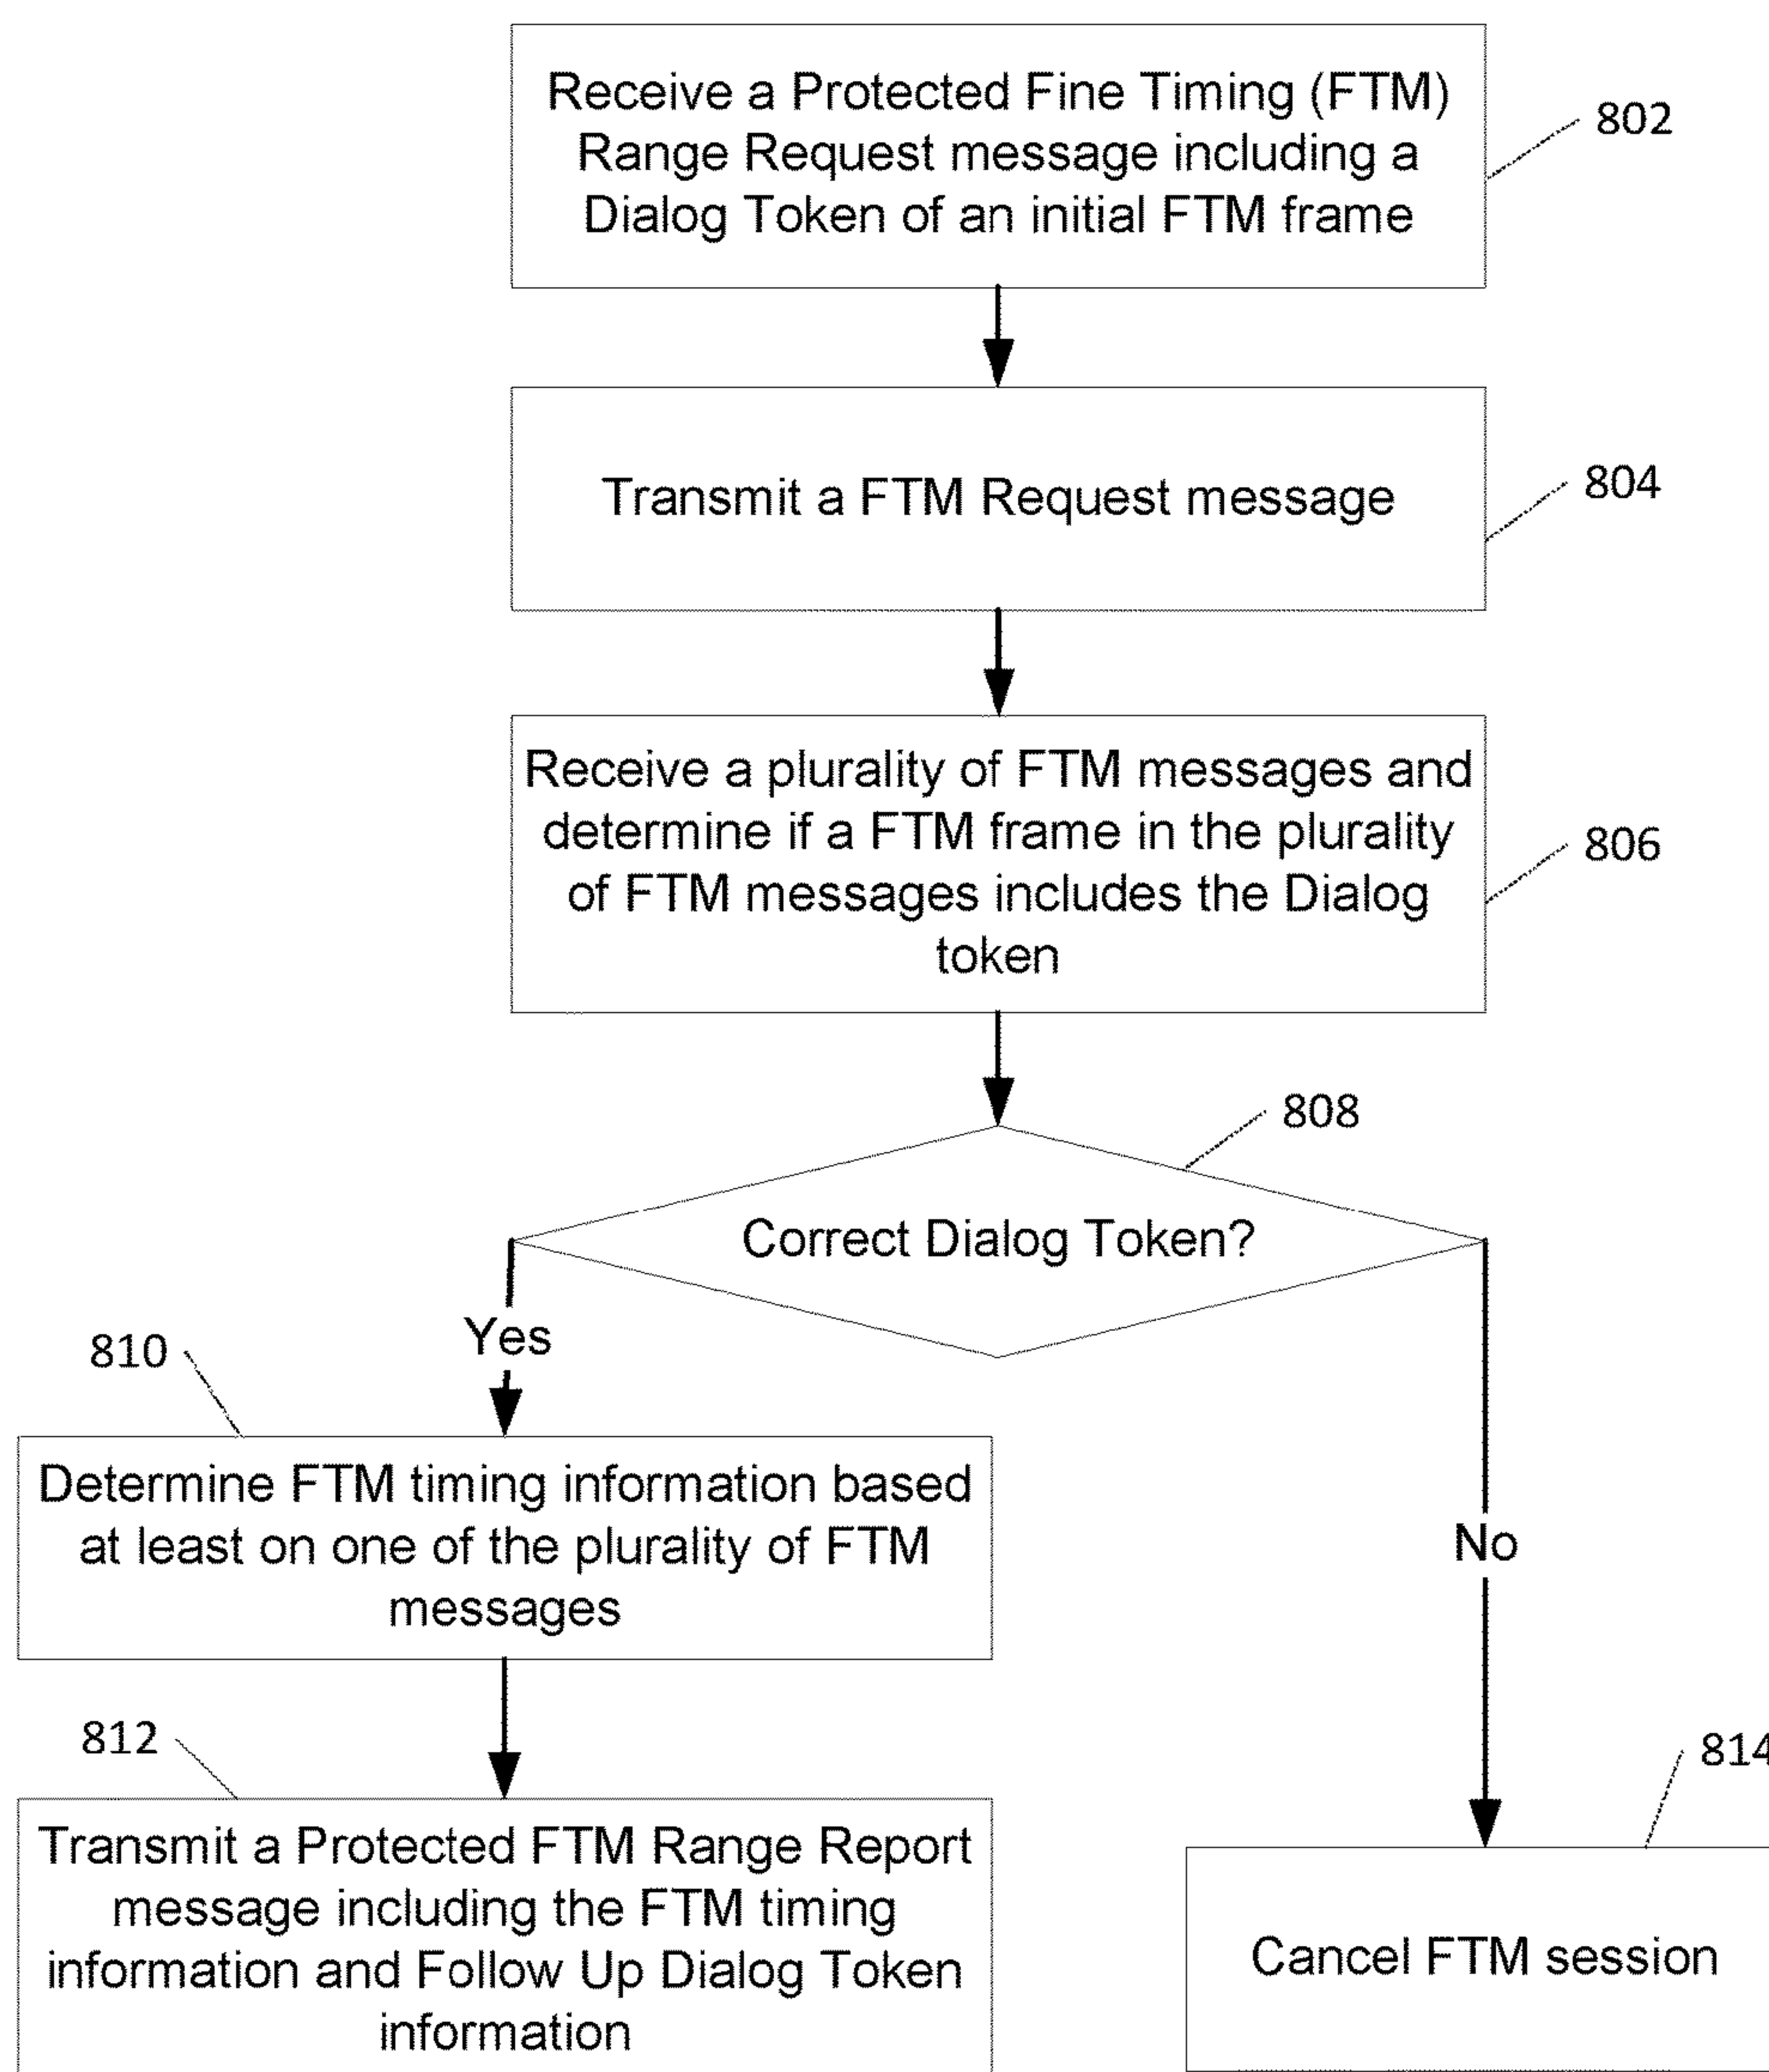 Receive a Protected Fine Timing (FTM)
Range Request message including a
Dialog Token of an initial FTM frame
802
Transmit a FTM Request message
804
Receive a plurality of FTM messages and
determine if a FTM frame in the plurality
of FTM messages includes the Dialog
token
806
808
Correct Dialog Token?
Yes
No
810
Determine FTM timing information based
at least on one of the plurality of FTM
messages
812
Transmit a Protected FTM Range Report
message including the FTM timing
information and Follow Up Dialog Token
information
814
Cancel FTM session